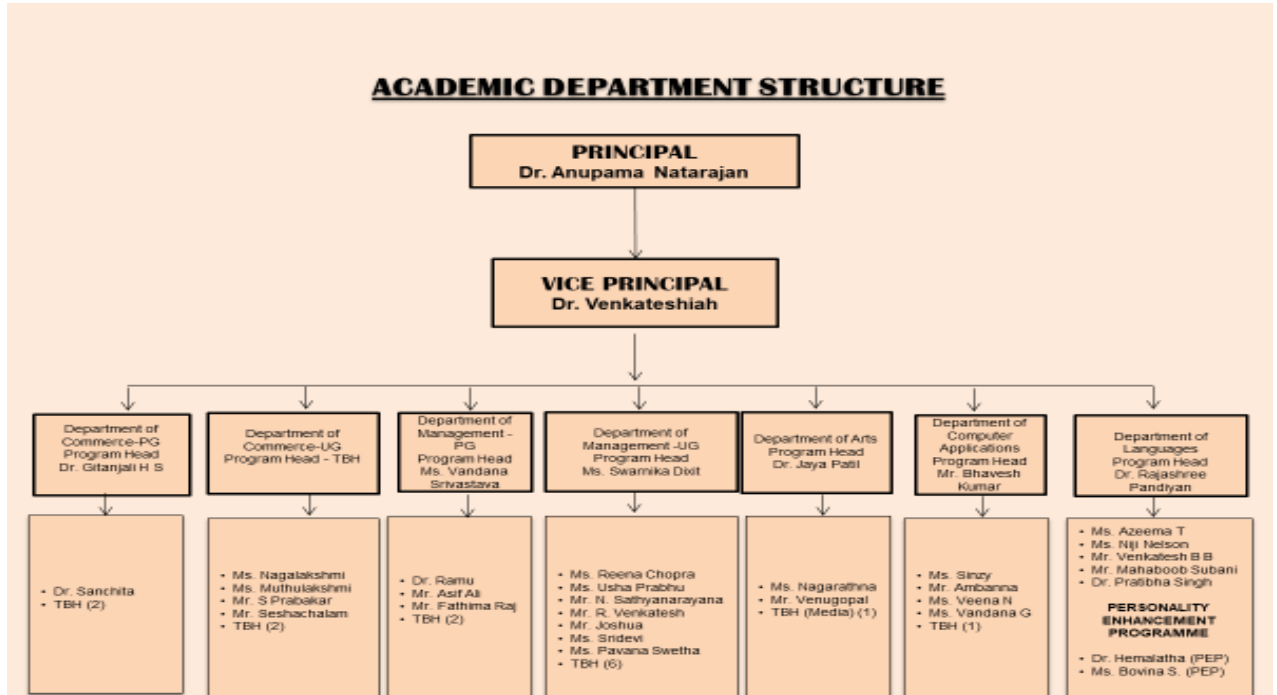 ACADEMIC DEPARTMENT STRUCTURE
PRINCIPAL
Dr. Anupama Natarajan
VICE PRINCIPAL
Dr. Venkateshiah
Department of
Commerce-PG
Program Head
Dr. Gitanjali H S
Department of
Commerce-UG
Program Head - TBH
Department of
Management -
PG
Program Head
Ms. Vandana
Srivastava
Department of
Management -UG
Program Head
Ms. Swarnika Dixit
Department of Arts
Program Head
Dr. Jaya Patil
Department of
Computer
Applications
Program Head
Mr. Bhavesh
Kumar
Department of
Languages
Program Head
Dr. Rajashree
Pandiyan
• Dr. Sanchita
• TBH (2)
• Ms. Nagalakshmi
• Ms. Muthulakshmi
• Mr. S Prabakar
• Mr. Seshachalam
• TBH (2)
• Dr. Ramu
• Mr. Asif Ali
• Mr. Fathima Raj
• TBH (2)
• Ms. Reena Chopra
• Ms. Usha Prabhu
• Mr. N. Sathyanarayana
• Mr. R. Venkatesh
• Mr. Joshua
• Ms. Sridevi
• Ms. Pavana Swetha
• TBH (6)
• Ms. Nagarathna
• Mr. Venugopal
• TBH (Media) (1)
• Ms. Sinzy
• Mr. Ambanna
• Ms. Veena N
• Ms. Vandana G
• TBH (1)
• Ms. Azeema T
• Ms. Niji Nelson
• Mr. Venkatesh B B
• Mr. Mahaboob Subani
• Dr. Pratibha Singh
PERSONALITY
ENHANCEMENT
PROGRAMME
• Dr. Hemalatha (PEP)
• Ms. Bovina S. (PEP)